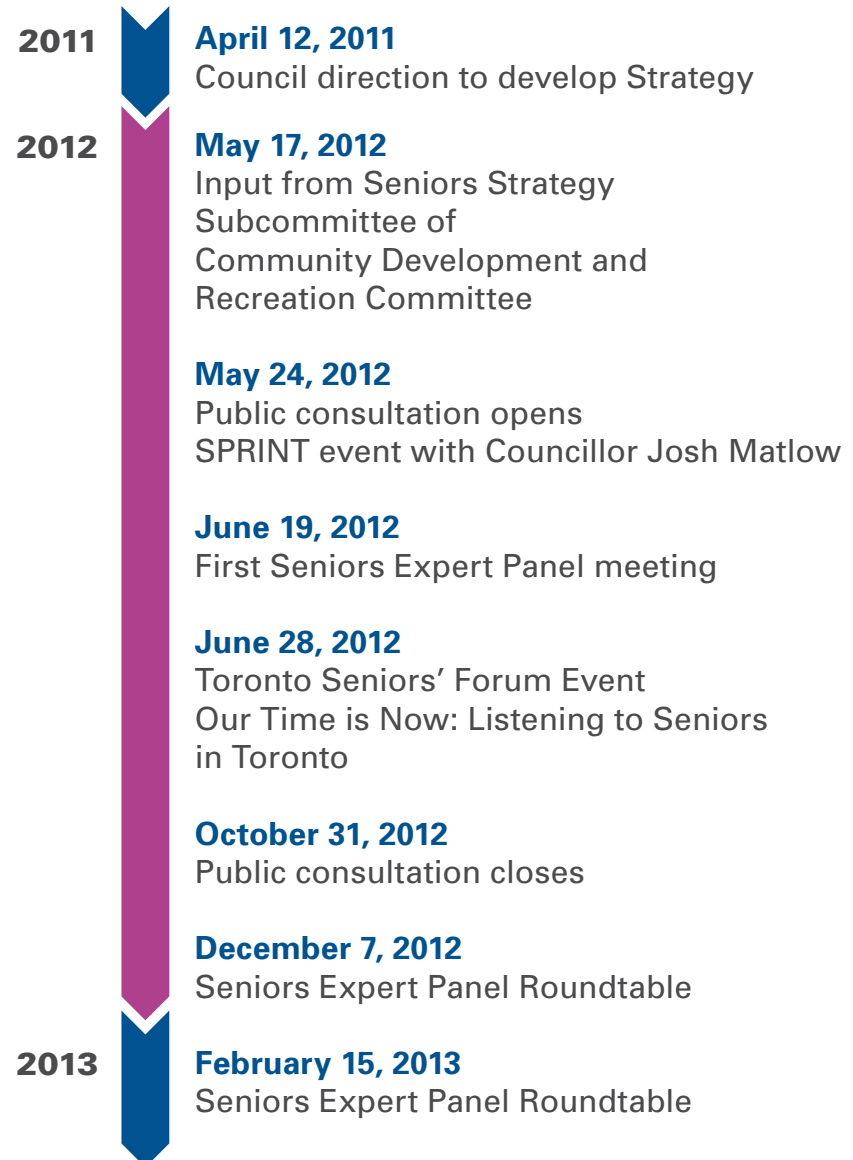 2011
April 12, 2011
Council direction to develop Strategy
2012
May 17, 2012
Input from Seniors Strategy
Subcommittee of
Community Development and
Recreation Committee
May 24, 2012
Public consultation opens
SPRINT event with Councillor Josh Matlow
June 19, 2012
First Seniors Expert Panel meeting
June 28, 2012
Toronto Seniors’ Forum Event
Our Time is Now: Listening to Seniors
in Toronto
October 31, 2012
Public consultation closes
December 7, 2012
Seniors Expert Panel Roundtable
2013
February 15, 2013
Seniors Expert Panel Roundtable